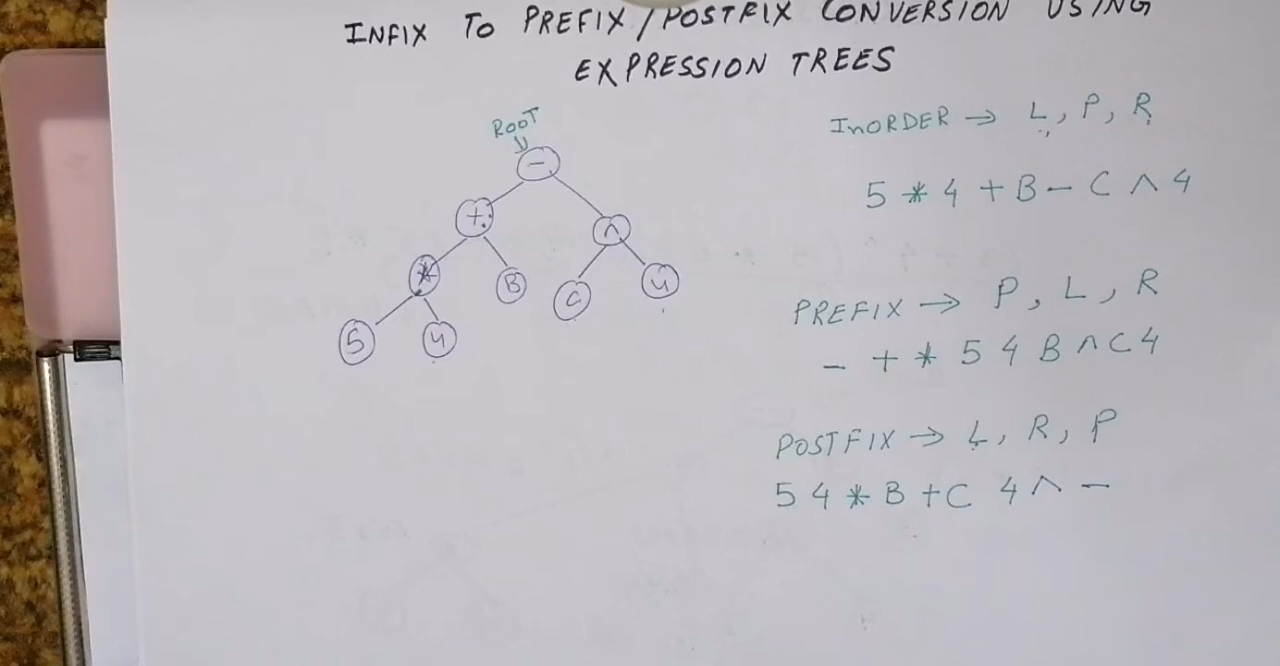 INFIX TO PREFIX/POSTFIX CONVERSION USING
EXPRESSION TREES
ROOT
-
+
^
*
B
C
4
5
4
InORDER → L, P, R
5 * 4 + B - C ^ 4
PREFIX → P, L, R
- + * 5 4 B ^ C 4
POSTFIX → L, R, P
5 4 * B + C 4 ^ -